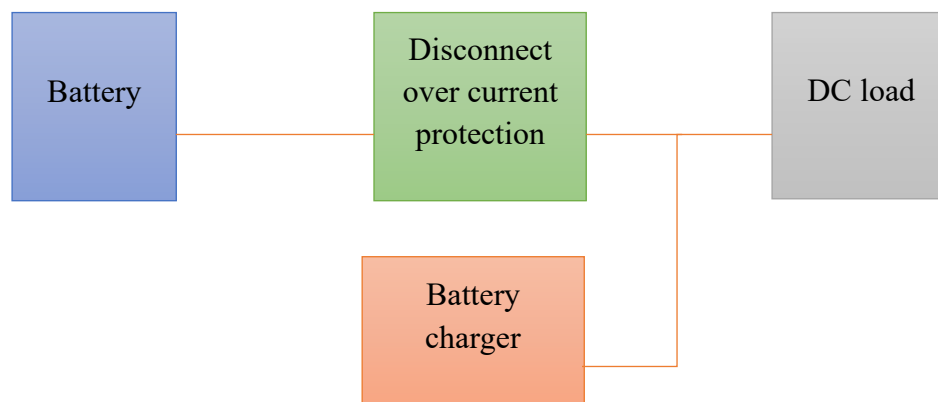 Battery
Disconnect
over current
protection
DC load
Battery
charger